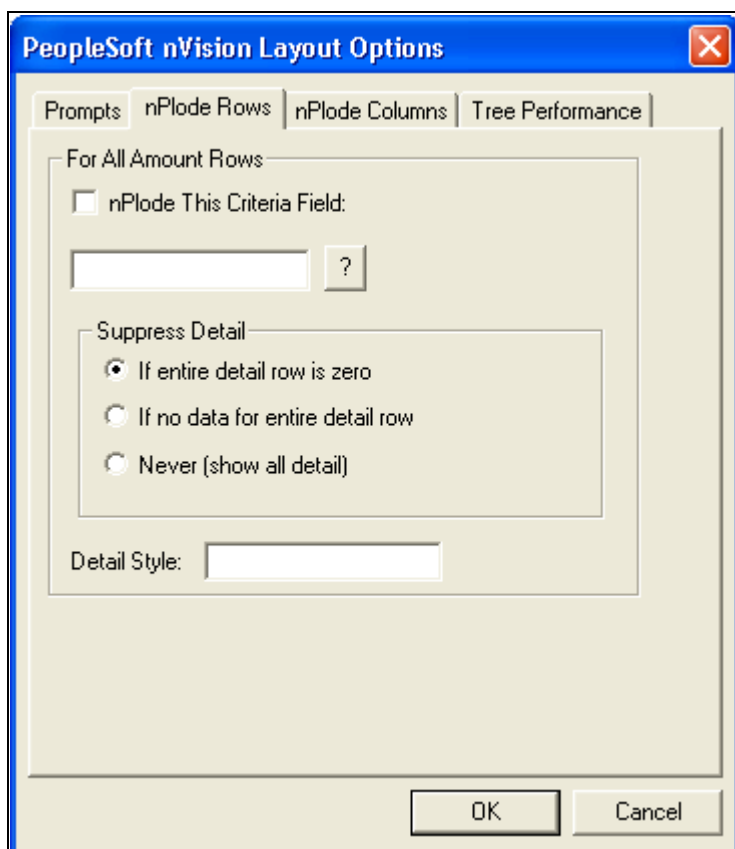 PeopleSoft nVision Layout Options
Prompts nPlode Rows nPlode Columns Tree Performance
For All Amount Rows
nPlode This Criteria Field:
?
Suppress Detail
If entire detail row is zero
If no data for entire detail row
Never (show all detail)
Detail Style:
OK Cancel